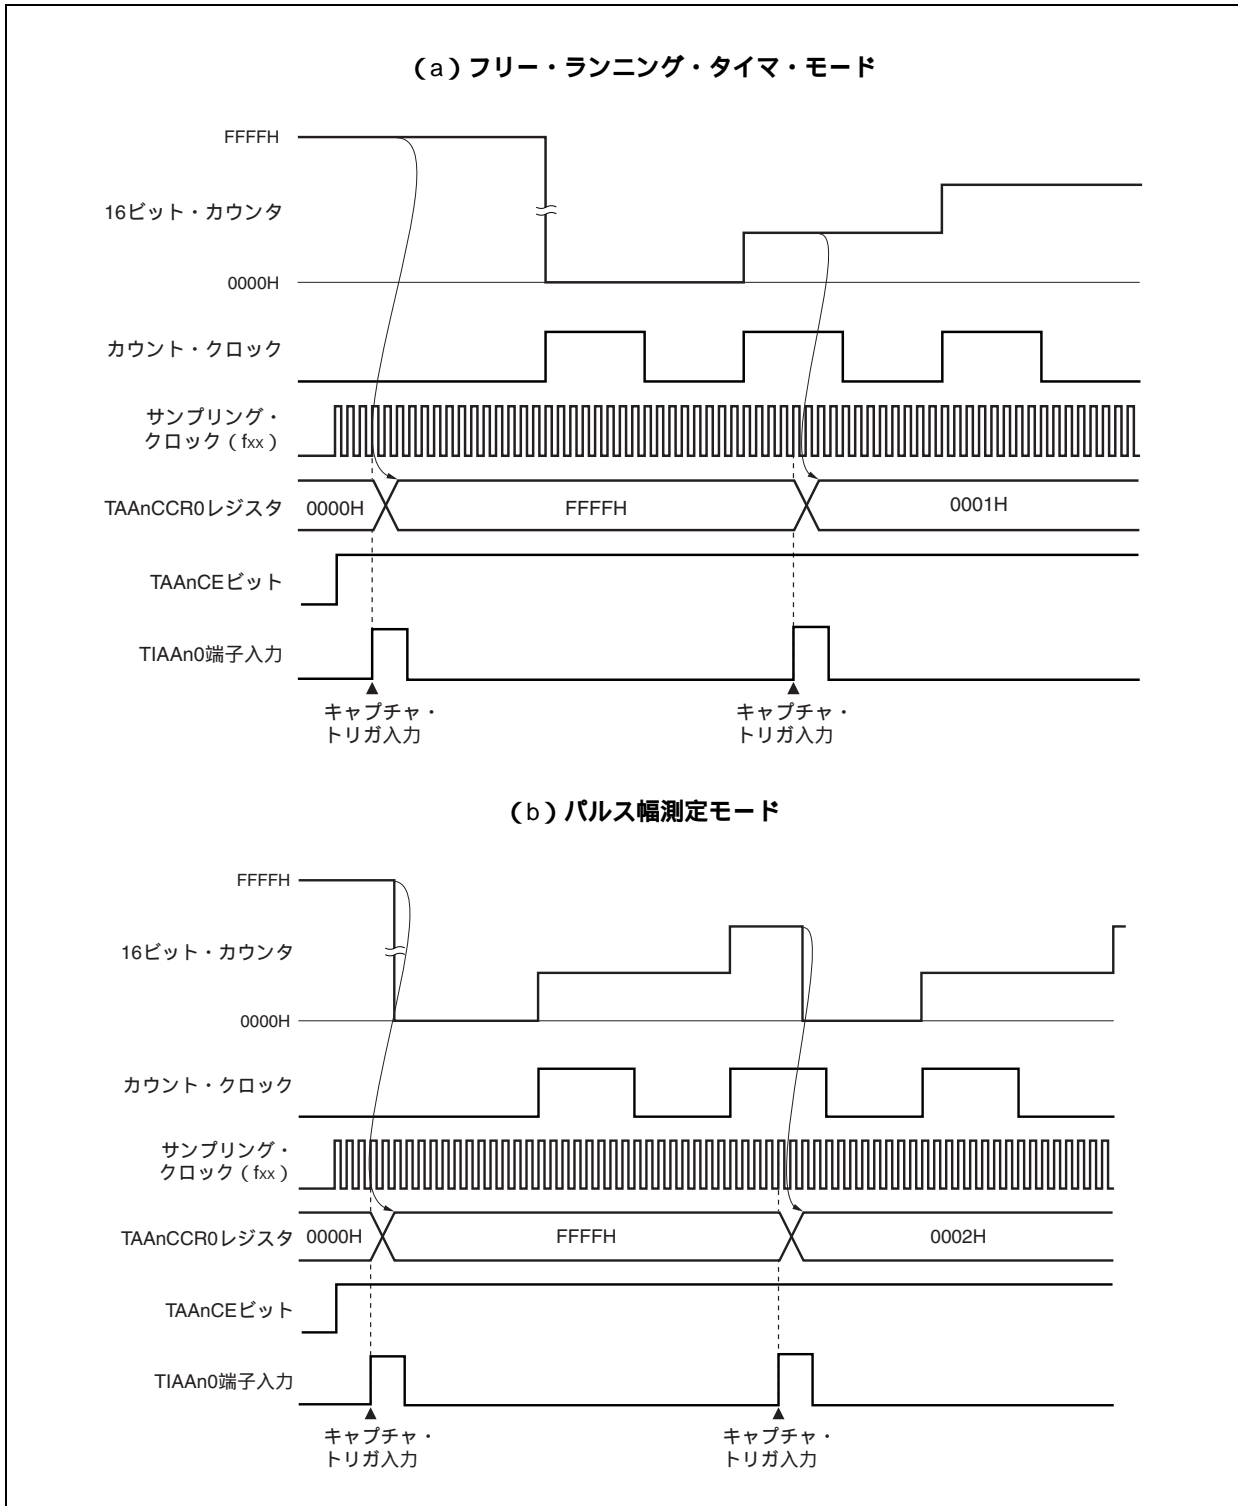 （a）フリー・ランニング・タイマ・モード
FFFFH
16ビット・カウンタ
0000H
カウント・クロック
サンプリング・
クロック（fxx）
TAAnCCR0レジスタ
0000H
FFFFH
0001H
TAAnCEビット
TIAAn0端子入力
キャプチャ・
トリガ入力
キャプチャ・
トリガ入力
（b）パルス幅測定モード
FFFFH
16ビット・カウンタ
0000H
カウント・クロック
サンプリング・
クロック（fxx）
TAAnCCR0レジスタ
0000H
FFFFH
0002H
TAAnCEビット
TIAAn0端子入力
キャプチャ・
トリガ入力
キャプチャ・
トリガ入力